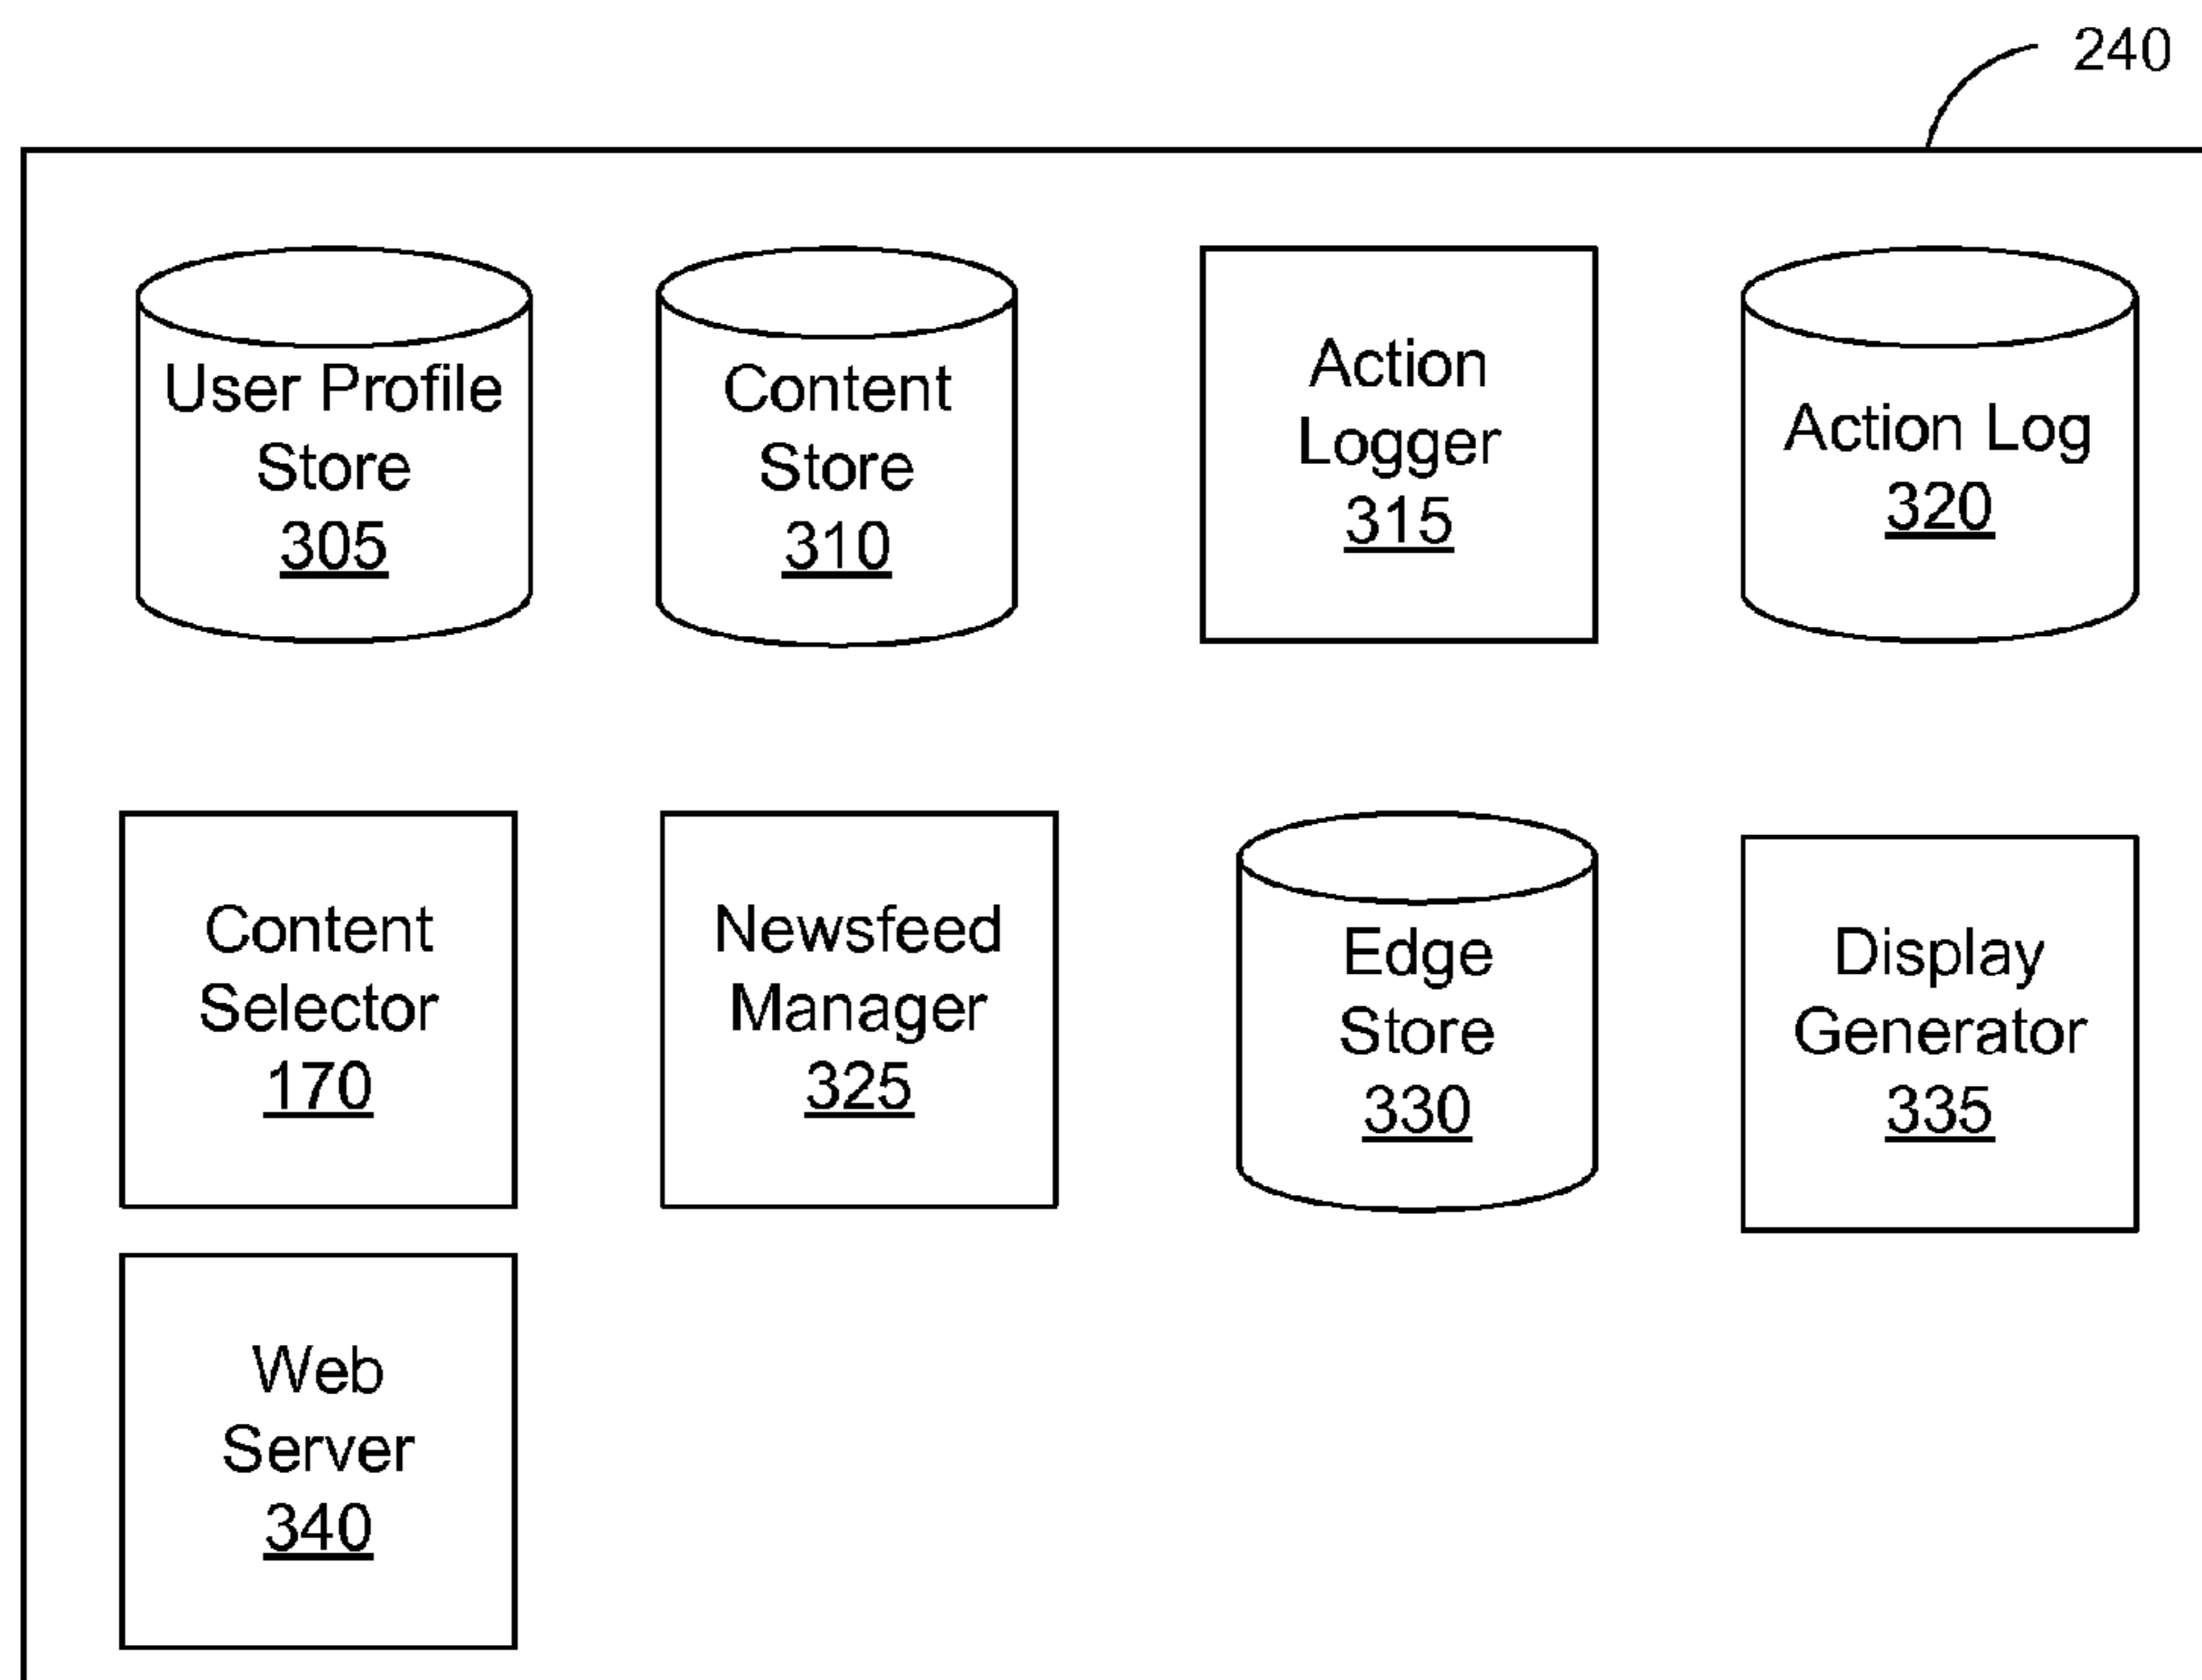 240
User Profile
Store
305
Content
Store
310
Action
Logger
315
Action Log
320
Content
Selector
170
Newsfeed
Manager
325
Edge
Store
330
Display
Generator
335
Web
Server
340